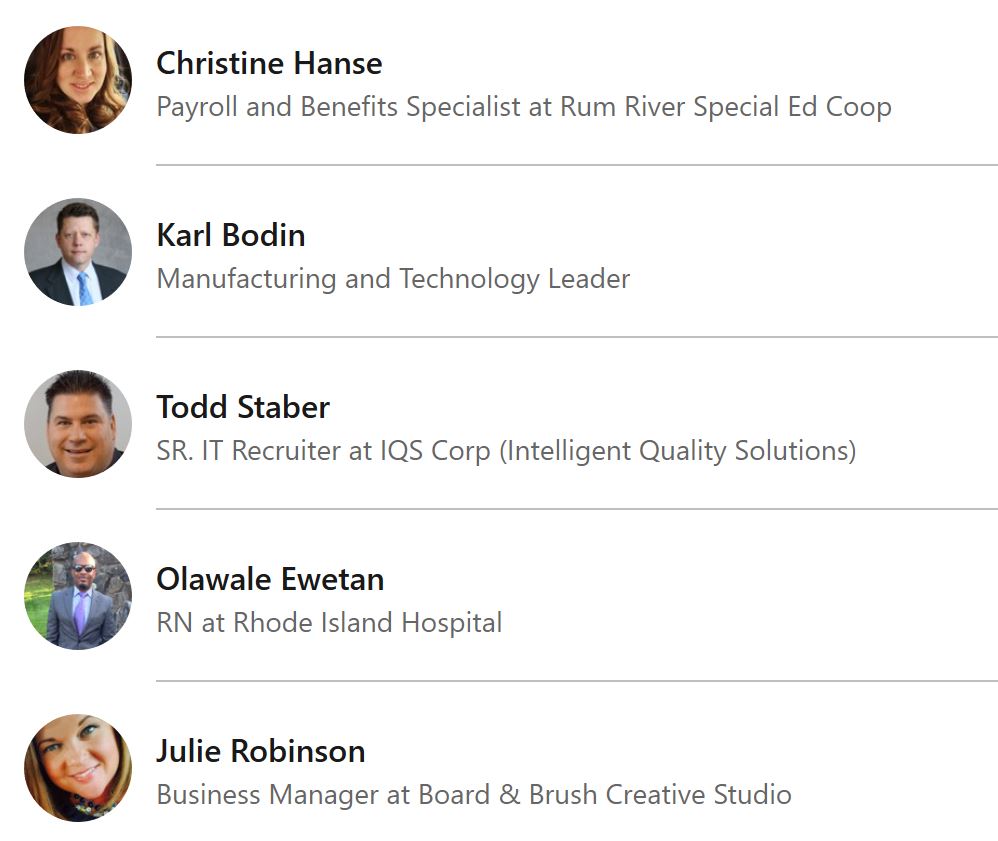 Christine Hanse
Payroll and Benefits Specialist at Rum River Special Ed Coop
Karl Bodin
Manufacturing and Technology Leader
Todd Staber
SR. IT Recruiter at IQS Corp (Intelligent Quality Solutions)
Olawale Ewetan
RN at Rhode Island Hospital
Julie Robinson
Business Manager at Board & Brush Creative Studio